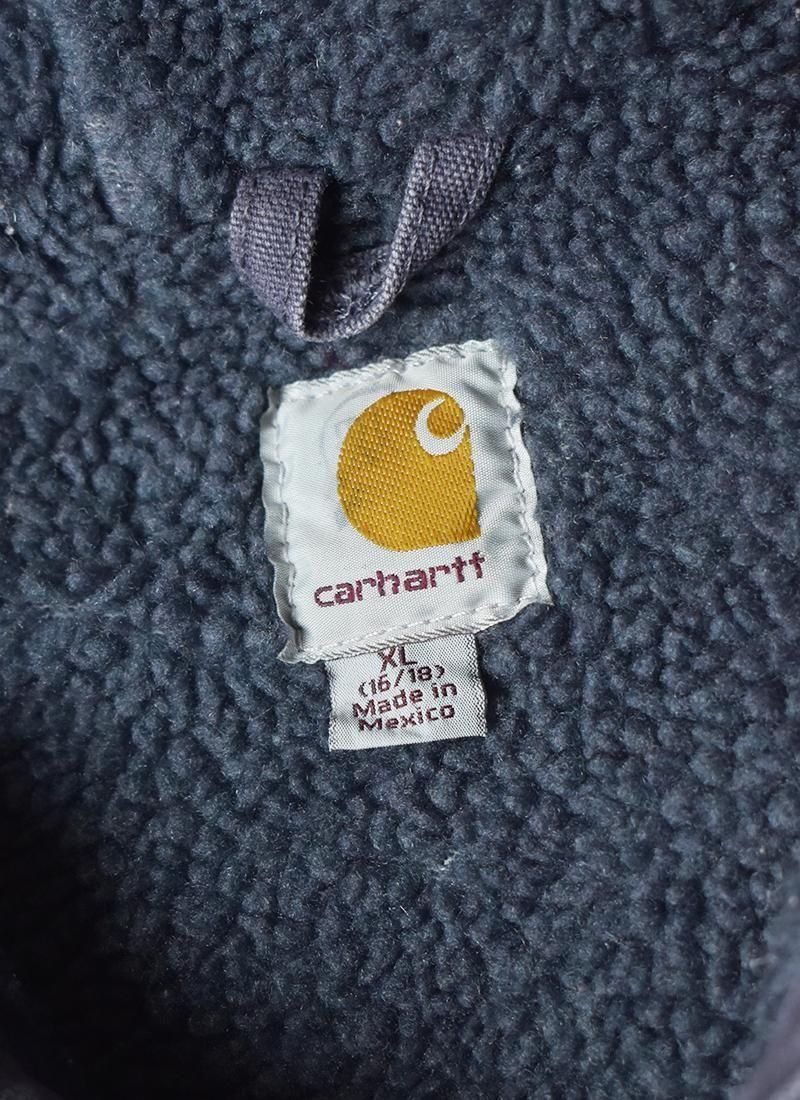 carhartt
XL
(16/18)
Made in
Mexico